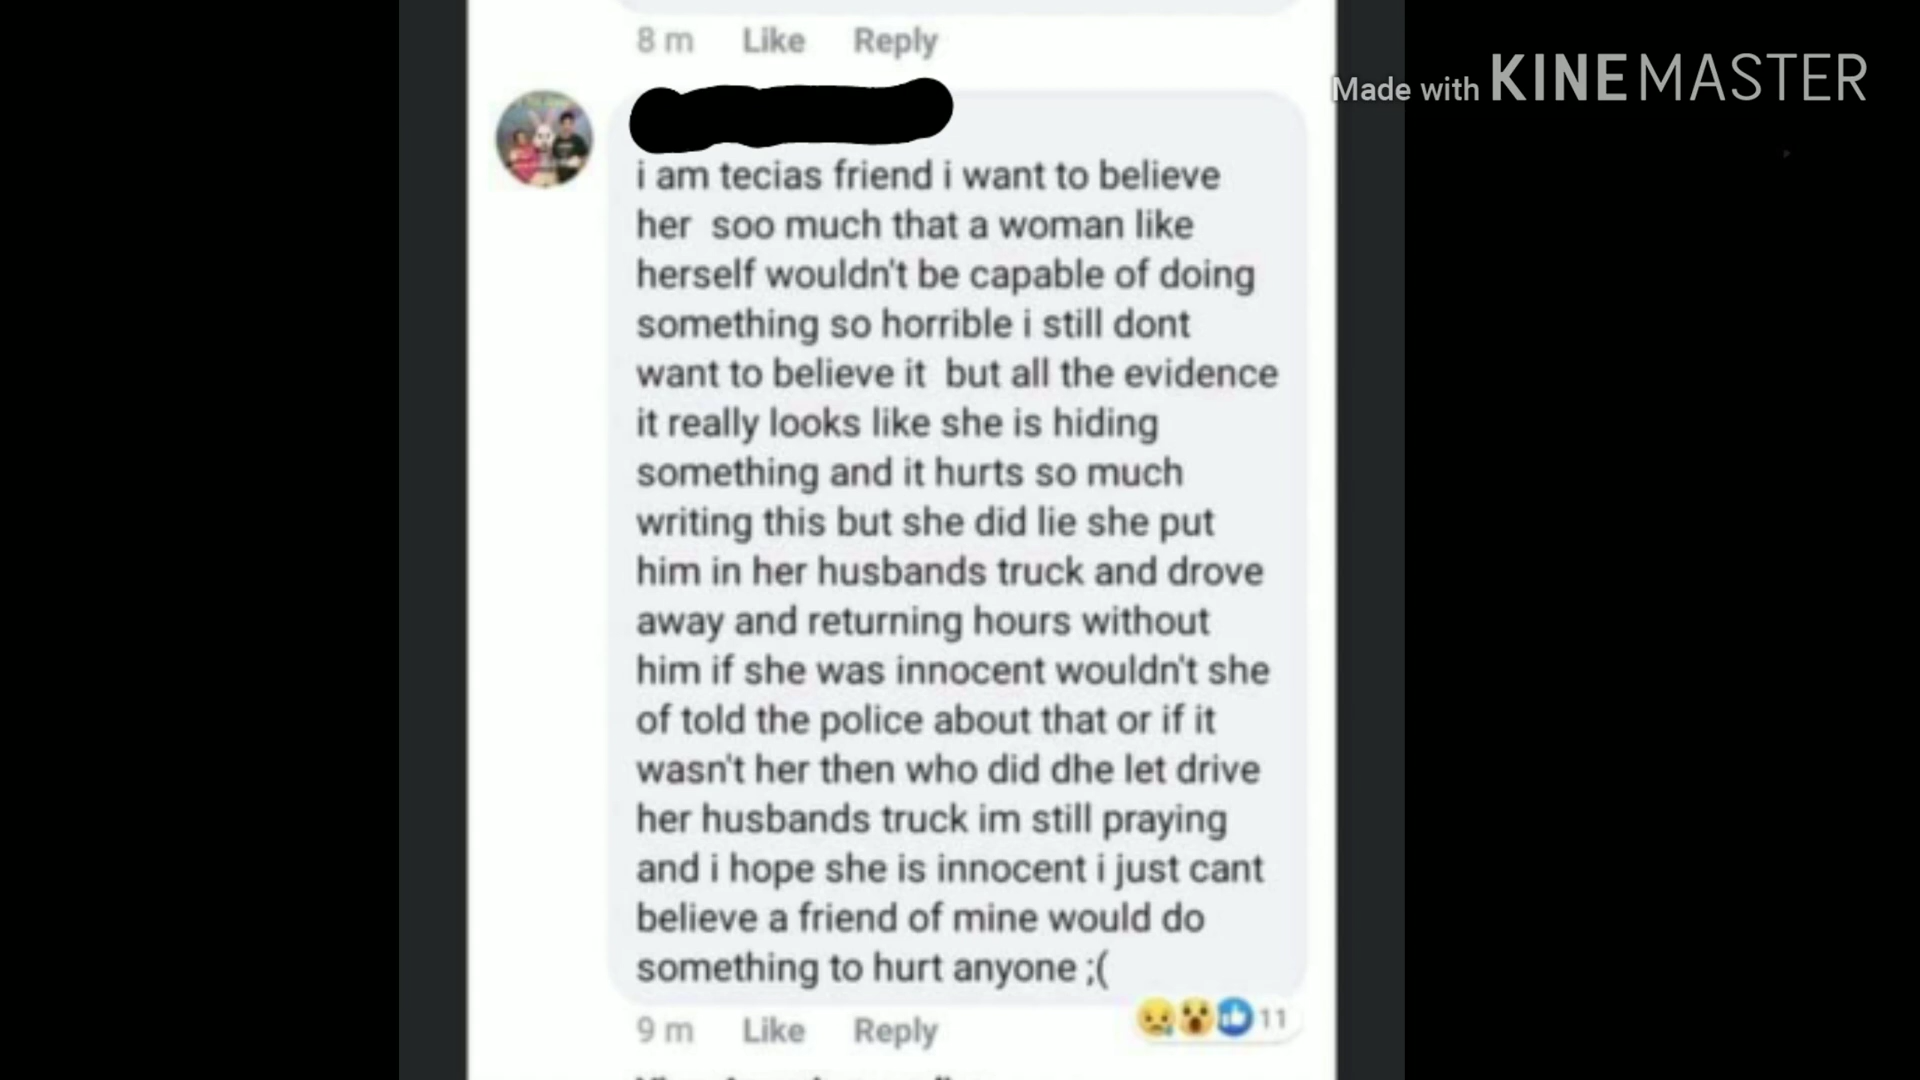 8 m Like Reply
Made with KINEMASTER
i am tecias friend i want to believe
her  soo much that a woman like
herself wouldn't be capable of doing
something so horrible i still dont
want to believe it  but all the evidence
it really looks like she is hiding
something and it hurts so much
writing this but she did lie she put
him in her husbands truck and drove
away and returning hours without
him if she was innocent wouldn't she
of told the police about that or if it
wasn't her then who did dhe let drive
her husbands truck im still praying
and i hope she is innocent i just cant
believe a friend of mine would do
something to hurt anyone ;(
9 m Like Reply 11